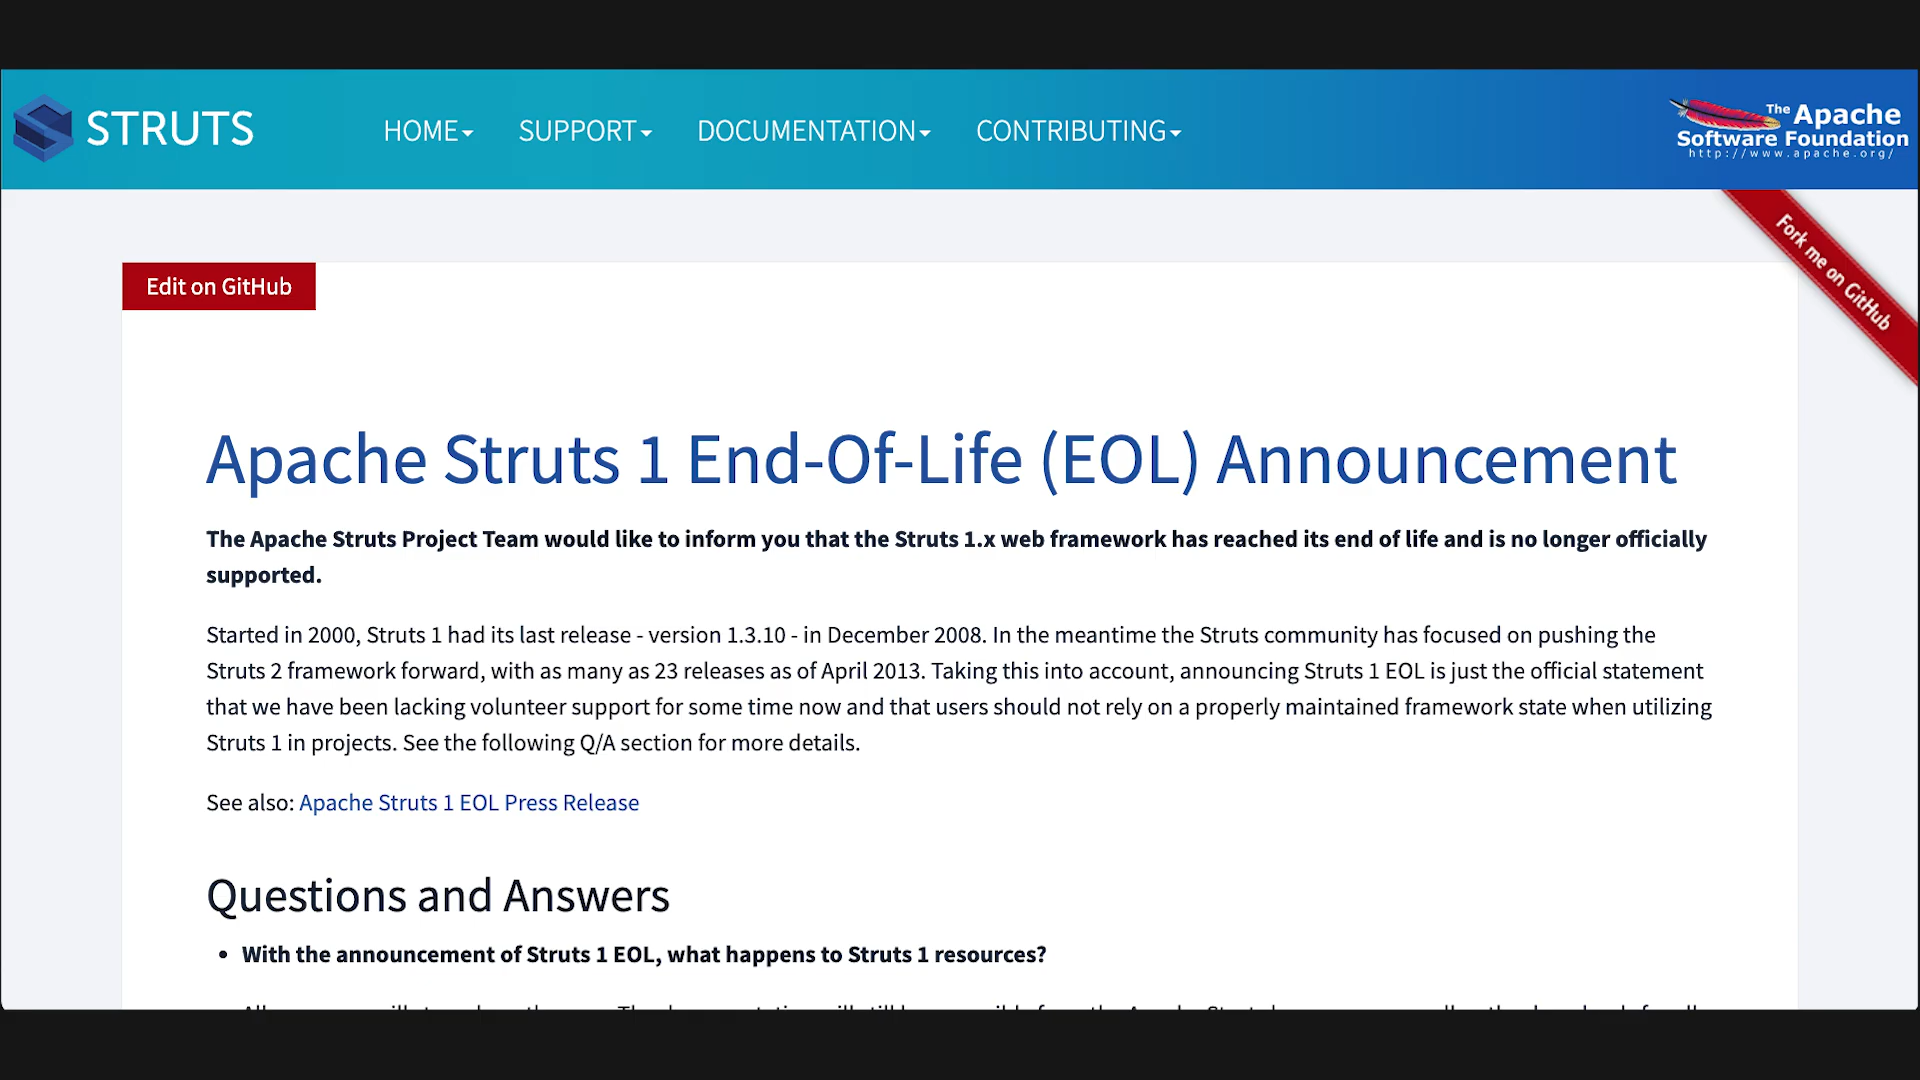 STRUTS
HOME
SUPPORT
DOCUMENTATION
CONTRIBUTING
The Apache
Software Foundation
http://www.apache.org/
Fork me on GitHub
Edit on GitHub
Apache Struts 1 End-Of-Life (EOL) Announcement
The Apache Struts Project Team would like to inform you that the Struts 1.x web framework has reached its end of life and is no longer officially
supported.
Started in 2000, Struts 1 had its last release - version 1.3.10 - in December 2008. In the meantime the Struts community has focused on pushing the
Struts 2 framework forward, with as many as 23 releases as of April 2013. Taking this into account, announcing Struts 1 EOL is just the official statement
that we have been lacking volunteer support for some time now and that users should not rely on a properly maintained framework state when utilizing
Struts 1 in projects. See the following Q/A section for more details.
See also: Apache Struts 1 EOL Press Release
Questions and Answers
• With the announcement of Struts 1 EOL, what happens to Struts 1 resources?